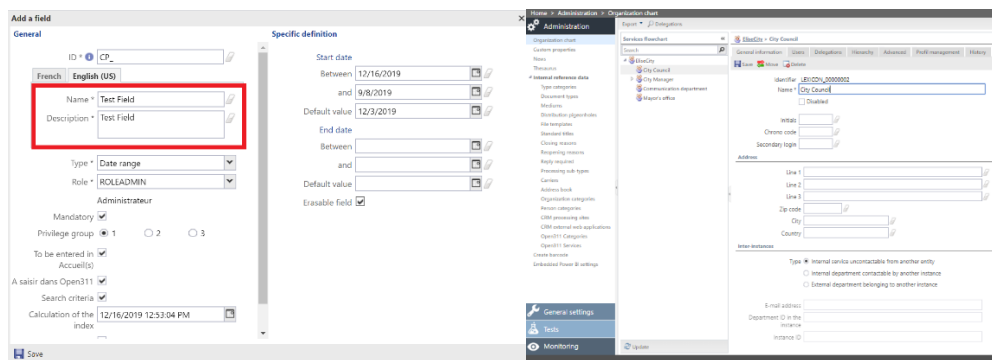 Add a field
General
ID *
CP_
French
English (US)
Name * Test Field
Description * Test Field
Type * Date range
Role * ROLEADMIN
Administrateur
Mandatory
Privilege group 1 2 3
To be entered in
Accueil(s)
A saisir dans Open311
Search criteria
Calculation of the 12/16/2019 12:53:04 PM
index
Save
Specific definition
Start date
Between 12/16/2019
and 9/8/2019
Default value 12/3/2019
End date
Between
and
Default value
Erasable field
Home > Administration > Organization chart
Administration
Organization chart
Custom properties
News
Thesaurus
Internal reference data
Type categories
Document types
Mediums
Distribution pigeonholes
File templates
Standard titles
Closing reasons
Reopening reasons
Reply required
Processing sub types
Carriers
Address book
Organization categories
Person categories
CRM processing sites
CRM external web applications
Open311 Categories
Open311 Services
Create barcode
Embedded Power BI settings
General settings
Tests
Monitoring
Export
Delegations
Services flowchart
Search
EliseCity
City Council
City Manager
Communication department
Mayor's office
Update
EliseCity > City Council
General information Users Delegations Hierarchy Advanced Profil management History
Save Move Delete
Identifier LEXICON_00000002
Name * City Council
Disabled
Initials
Chrono code
Secondary login
Address
Line 1
Line 2
Line 3
Zip code
City
Country
Inter-instances
Type Internal service uncontactable from another entity
Internal department contactable by another instance
External department belonging to another instance
E-mail address
Department ID in the
instance
Instance ID